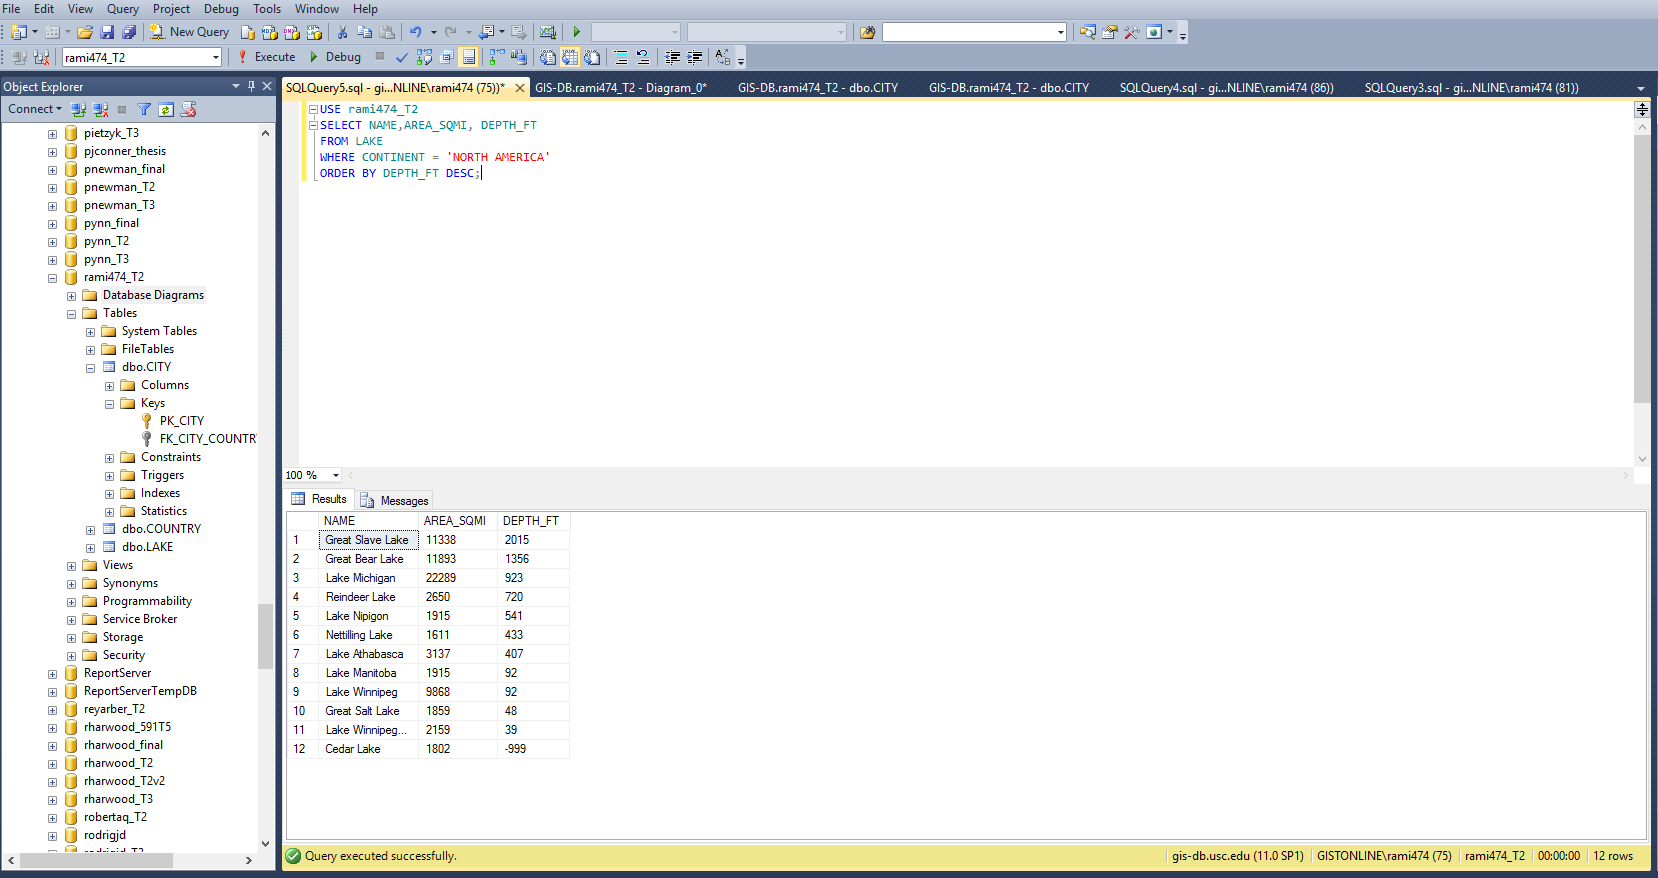 File Edit View Query Project Debug Tools Window Help
New Query
rami474_T2 Execute Debug
Object Explorer
SQLQuery5.sql - gi...NLINE\rami474 (75))* GIS-DB.rami474_T2 - Diagram_0* GIS-DB.rami474_T2 - dbo.CITY GIS-DB.rami474_T2 - dbo.CITY SQLQuery4.sql - gi...NLINE\rami474 (86)) SQLQuery3.sql - gi...NLINE\rami474 (81))
Connect
pietzyk_T3
pjconner_thesis
pnewman_final
pnewman_T2
pnewman_T3
pynn_final
pynn_T2
pynn_T3
rami474_T2
Database Diagrams
Tables
System Tables
FileTables
dbo.CITY
Columns
Keys
PK_CITY
FK_CITY_COUNTR
Constraints
Triggers
Indexes
Statistics
dbo.COUNTRY
dbo.LAKE
Views
Synonyms
Programmability
Service Broker
Storage
Security
ReportServer
ReportServerTempDB
reyarber_T2
rharwood_591T5
rharwood_final
rharwood_T2
rharwood_T2v2
rharwood_T3
robertaq_T2
rodrigjd
USE rami474_T2
SELECT NAME,AREA_SQMI, DEPTH_FT
FROM LAKE
WHERE CONTINENT = 'NORTH AMERICA'
ORDER BY DEPTH_FT DESC;
100 %
Results Messages
NAME AREA_SQMI DEPTH_FT
1 Great Slave Lake 11338 2015
2 Great Bear Lake 11893 1356
3 Lake Michigan 22289 923
4 Reindeer Lake 2650 720
5 Lake Nipigon 1915 541
6 Nettilling Lake 1611 433
7 Lake Athabasca 3137 407
8 Lake Manitoba 1915 92
9 Lake Winnipeg 9868 92
10 Great Salt Lake 1859 48
11 Lake Winnipeg... 2159 39
12 Cedar Lake 1802 -999
Query executed successfully. gis-db.usc.edu (11.0 SP1) GISTONLINE\rami474 (75) rami474_T2 00:00:00 12 rows